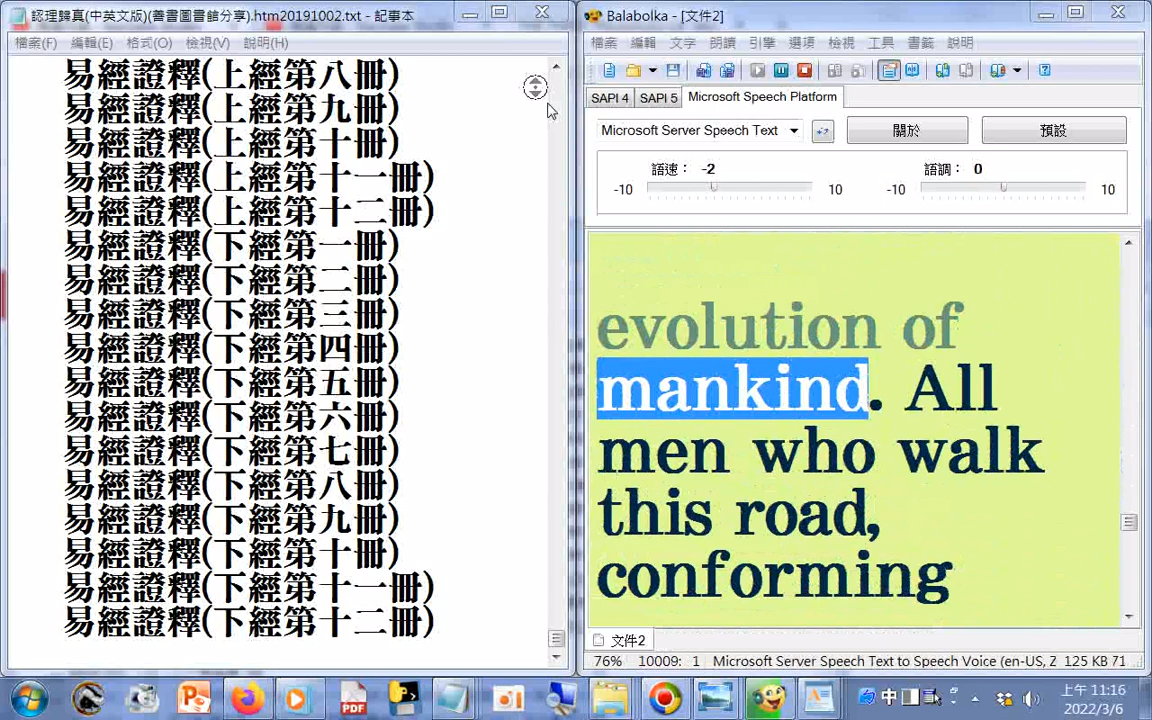 認理歸真(中英文版)(善書圖書館分享).htm20191002.txt - 記事本
檔案(F) 編輯(E) 格式(O) 檢視(V) 說明(H)
易經證釋(上經第八冊)
易經證釋(上經第九冊)
易經證釋(上經第十冊)
易經證釋(上經第十一冊)
易經證釋(上經第十二冊)
易經證釋(下經第一冊)
易經證釋(下經第二冊)
易經證釋(下經第三冊)
易經證釋(下經第四冊)
易經證釋(下經第五冊)
易經證釋(下經第六冊)
易經證釋(下經第七冊)
易經證釋(下經第八冊)
易經證釋(下經第九冊)
易經證釋(下經第十冊)
易經證釋(下經第十一冊)
易經證釋(下經第十二冊)
Balabolka - [文件2]
檔案 編輯 文字 朗讀 引擎 選項 檢視 工具 書籤 說明
SAPI 4 SAPI 5 Microsoft Speech Platform
Microsoft Server Speech Text 關於 預設
語速: -2 語調: 0
-10 10 -10 10
evolution of
mankind. All
men who walk
this road,
conforming
文件2
76% 10009: 1 Microsoft Server Speech Text to Speech Voice (en-US, Z 125 KB 71
PDF 中 上午 11:16
2022/3/6